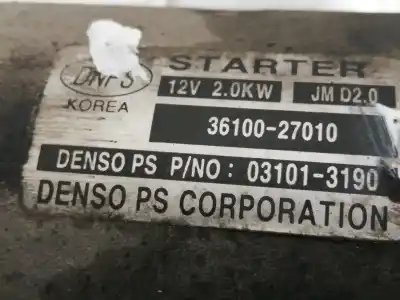 STARTER
DNPS
KOREA
12V 2.0KW
JM D2.0
36100-27010
DENSO PS P/NO : 03101-3190
DENSO PS CORPORATION